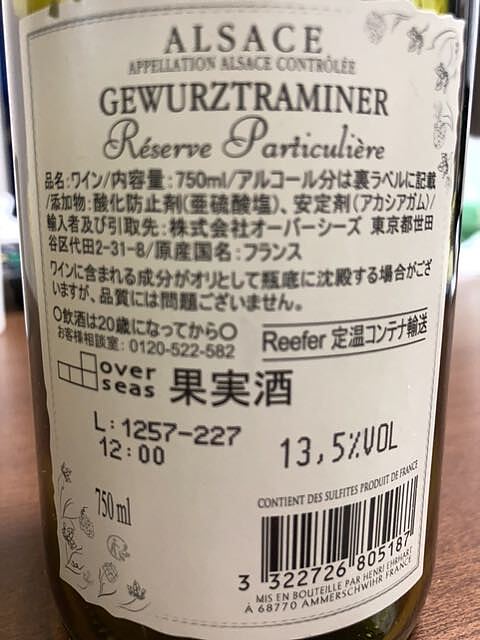 ALSACE
APPELLATION ALSACE CONTRÔLÉE
GEWURZTRAMINER
Réserve Particulière
品名:ワイン/内容量:750ml/アルコール分は裏ラベルに記載
/添加物:酸化防止剤(亜硫酸塩)、安定剤(アカシアガム)/
輸入者及び引取先:株式会社オーバーシーズ 東京都世田
谷区代田2-31-8/原産国名:フランス
ワインに含まれる成分がオリとして瓶底に沈殿する場合がござ
いますが、品質には問題ございません。
〇飲酒は20歳になってから〇
お客様相談室:0120-522-582
Reefer 定温コンテナ輸送
over
seas
果実酒
L:1257-227
12:00
13,5%VOL
750 ml
CONTIENT DES SULFITES PRODUIT DE FRANCE
3 322726 805187
MIS EN BOUTEILLE PAR HENRI EHRHART
À 68770 AMMERSCHWIHR FRANCE